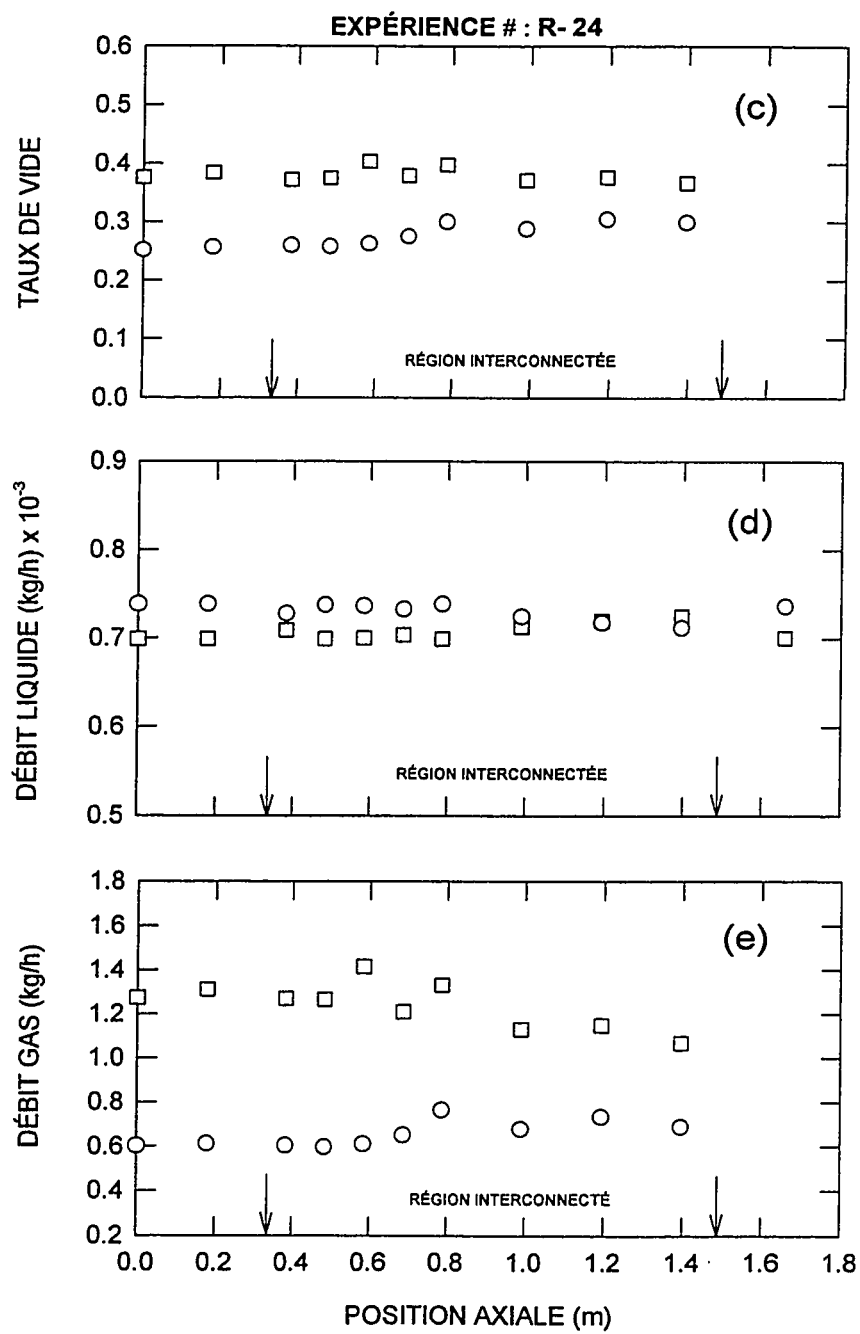 EXPÉRIENCE # : R- 24
(c)
TAUX DE VIDE
0.6
0.5
0.4
0.3
0.2
0.1
0.0
RÉGION INTERCONNECTÉE
(d)
DÉBIT LIQUIDE (kg/h) x 10⁻³
0.9
0.8
0.7
0.6
0.5
RÉGION INTERCONNECTÉE
(e)
DÉBIT GAS (kg/h)
1.8
1.6
1.4
1.2
1.0
0.8
0.6
0.4
0.2
RÉGION INTERCONNECTÉ
0.0 0.2 0.4 0.6 0.8 1.0 1.2 1.4 1.6 1.8
POSITION AXIALE (m)